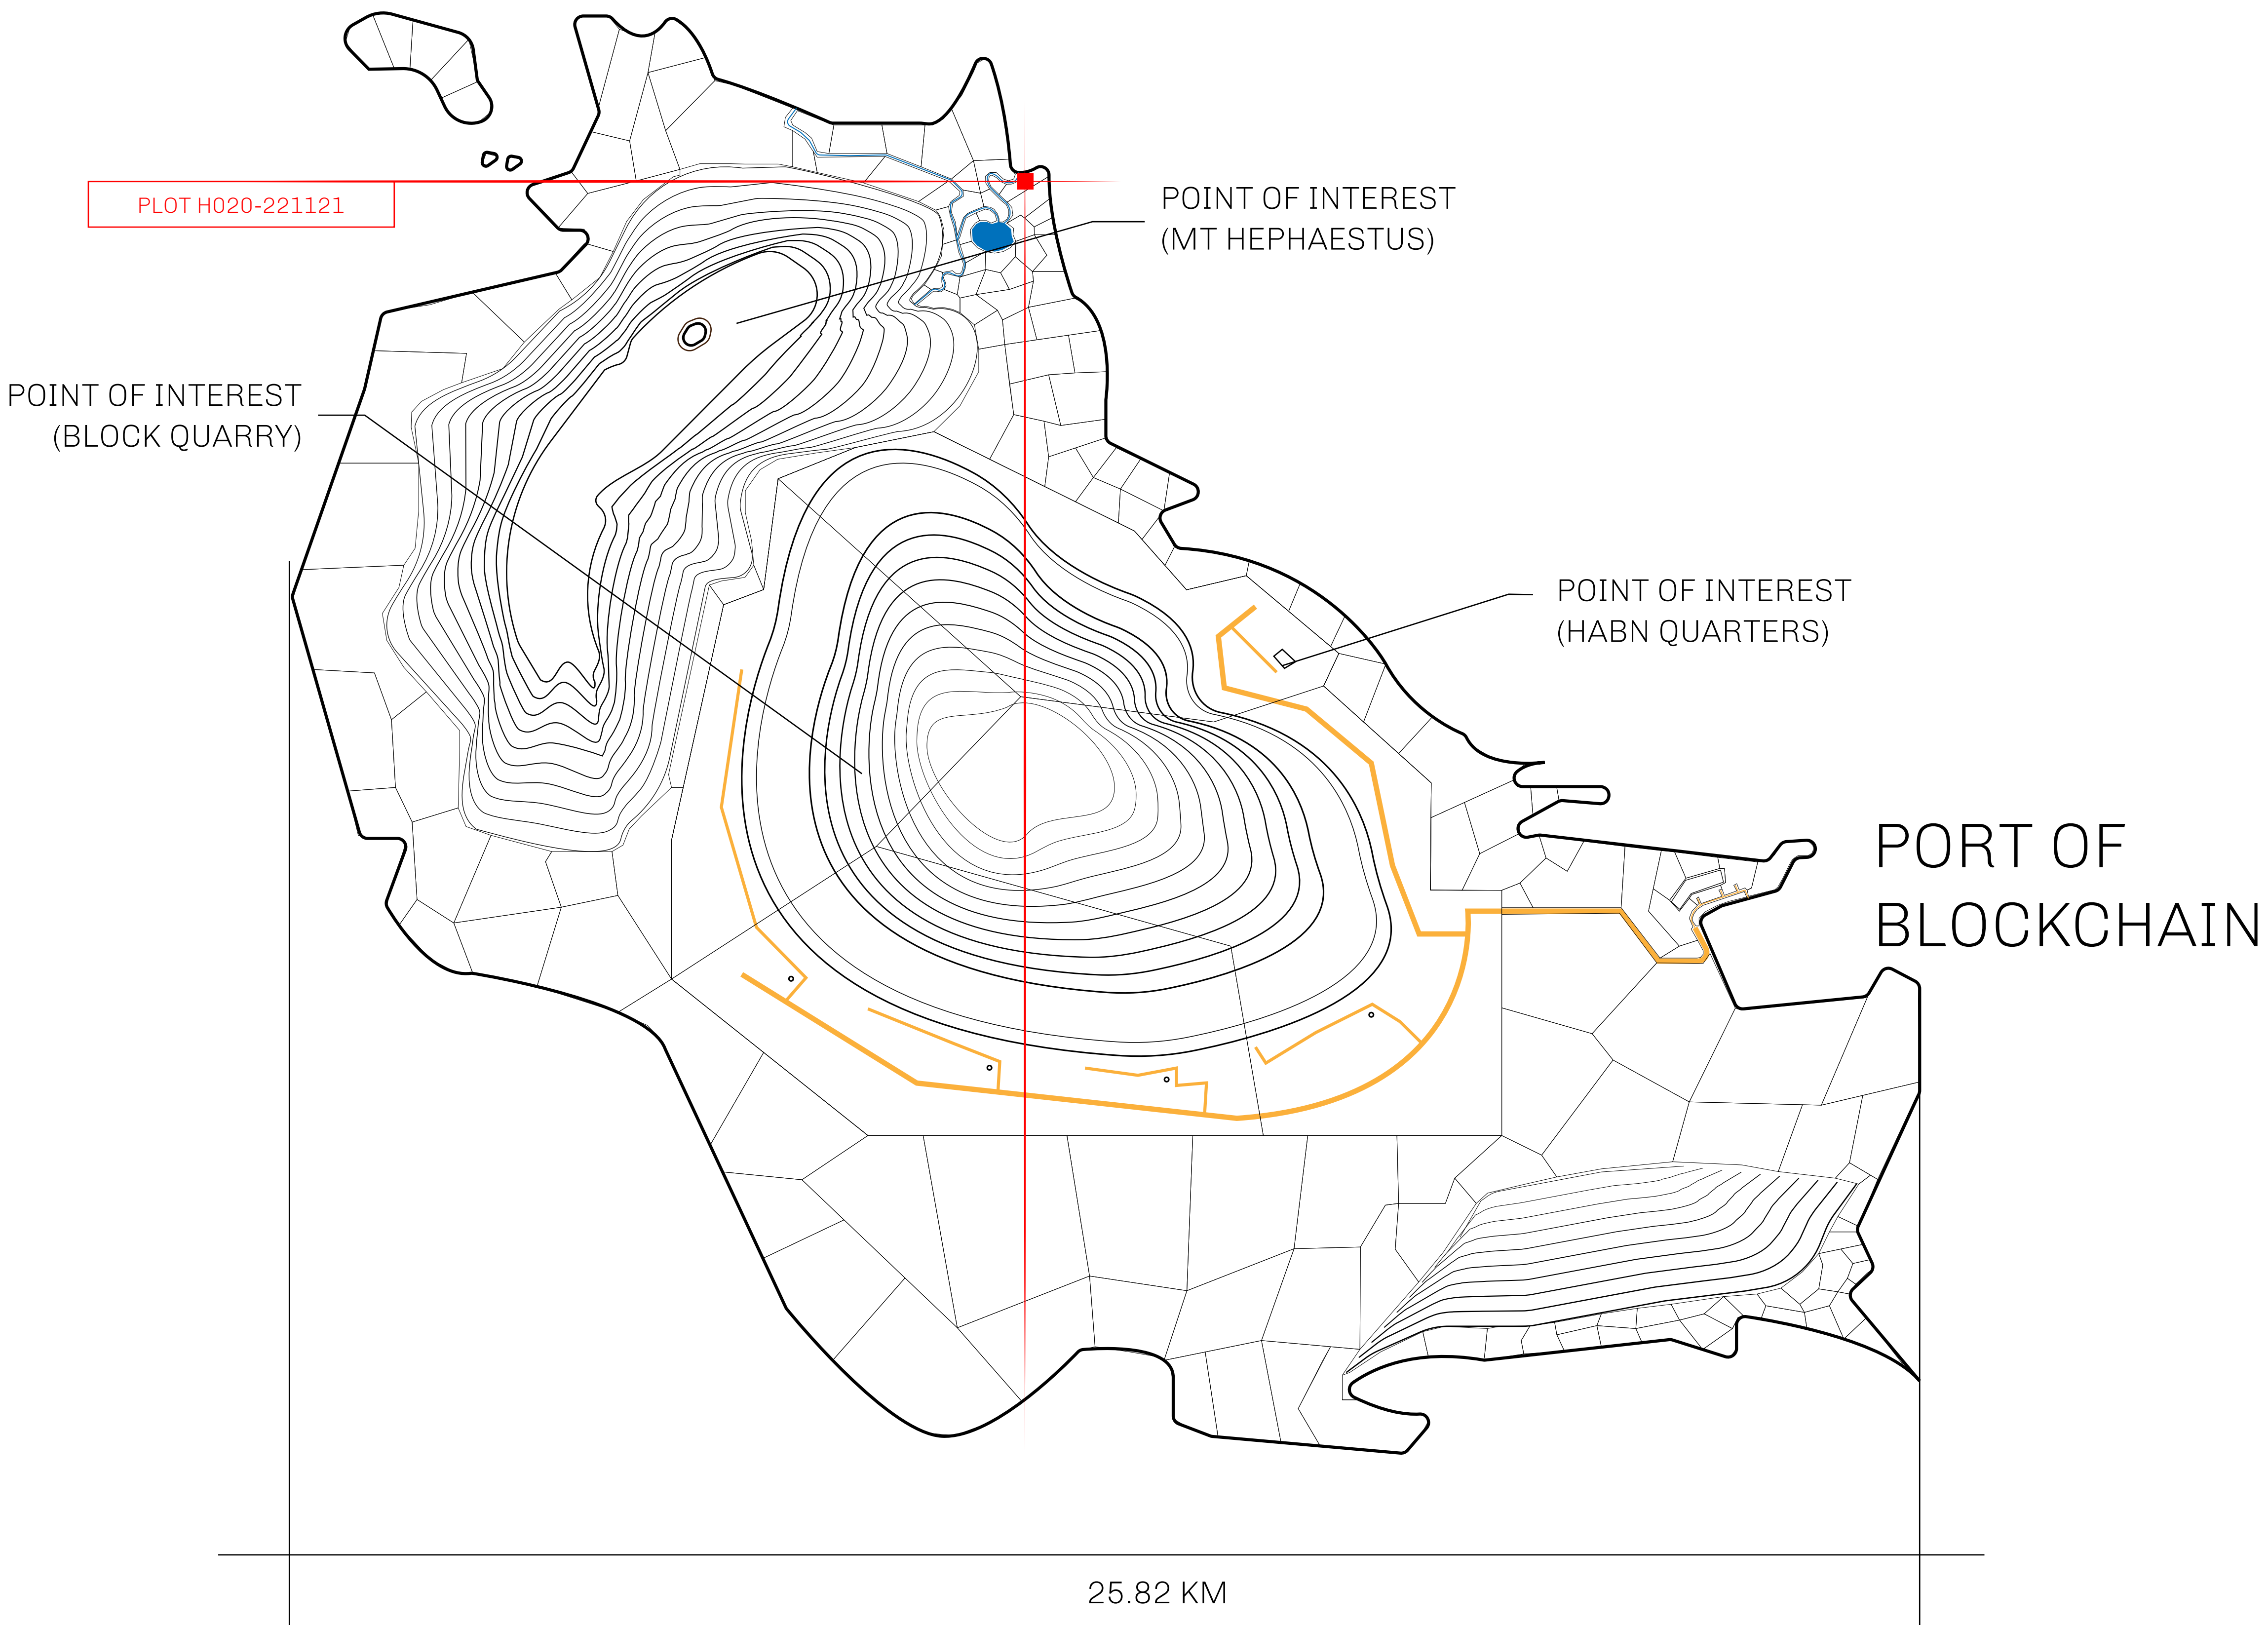 PLOT H020-221121
POINT OF INTEREST
(MT HEPHAESTUS)
POINT OF INTEREST
(BLOCK QUARRY)
POINT OF INTEREST
(HABN QUARTERS)
PORT OF
BLOCKCHAIN
25.82 KM